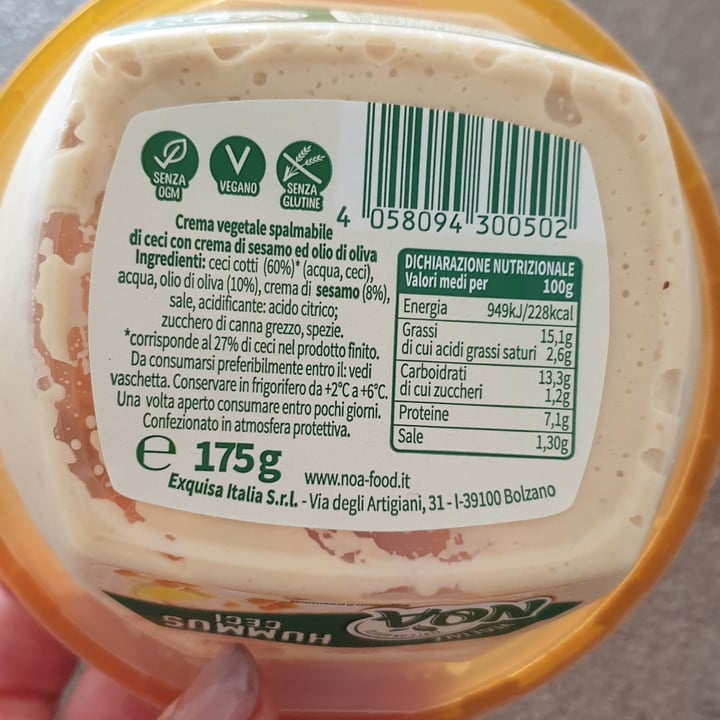 SENZA
OGM
VEGANO
SENZA
GLUTINE
4 058094 300502
Crema vegetale spalmabile
di ceci con crema di sesamo ed olio di oliva
Ingredienti: ceci cotti (60%)* (acqua, ceci),
acqua, olio di oliva (10%), crema di sesamo (8%),
sale, acidificante: acido citrico;
zucchero di canna grezzo, spezie.
*corrisponde al 27% di ceci nel prodotto finito.
Da consumarsi preferibilmente entro il: vedi
vaschetta. Conservare in frigorifero da +2°C a +6°C.
Una volta aperto consumare entro pochi giorni.
Confezionato in atmosfera protettiva.
e 175g
www.noa-food.it
Exquisa Italia S.r.l. - Via degli Artigiani, 31 - I-39100 Bolzano
DICHIARAZIONE NUTRIZIONALE
Valori medi per 100g
Energia 949kJ/228kcal
Grassi 15,1g
di cui acidi grassi saturi 2,6g
Carboidrati 13,3g
di cui zuccheri 1,2g
Proteine 7,1g
Sale 1,30g
NOA
HUMMUS
CECI